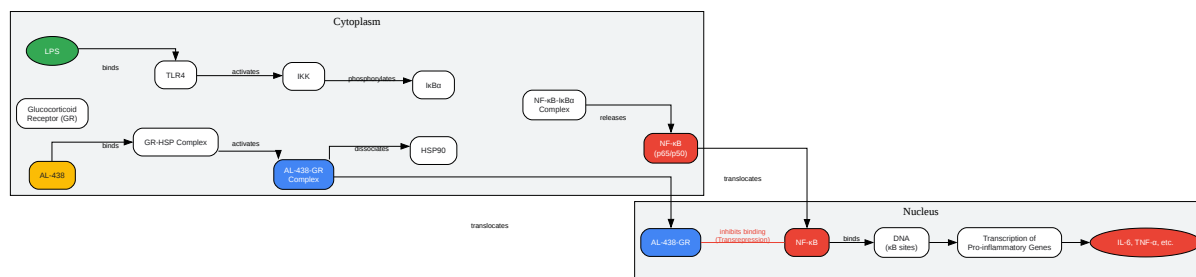 Cytoplasm
LPS
binds
TLR4
activates
IKK
phosphorylates
IκBα
NF-κB-IκBα
Complex
releases
Glucocorticoid
Receptor (GR)
AL-438
binds
GR-HSP Complex
activates
AL-438-GR
Complex
dissociates
HSP90
NF-κB
(p65/p50)
translocates
translocates
Nucleus
AL-438-GR
inhibits binding
(Transrepression)
NF-κB
binds
DNA
(κB sites)
Transcription of
Pro-inflammatory Genes
IL-6, TNF-α, etc.